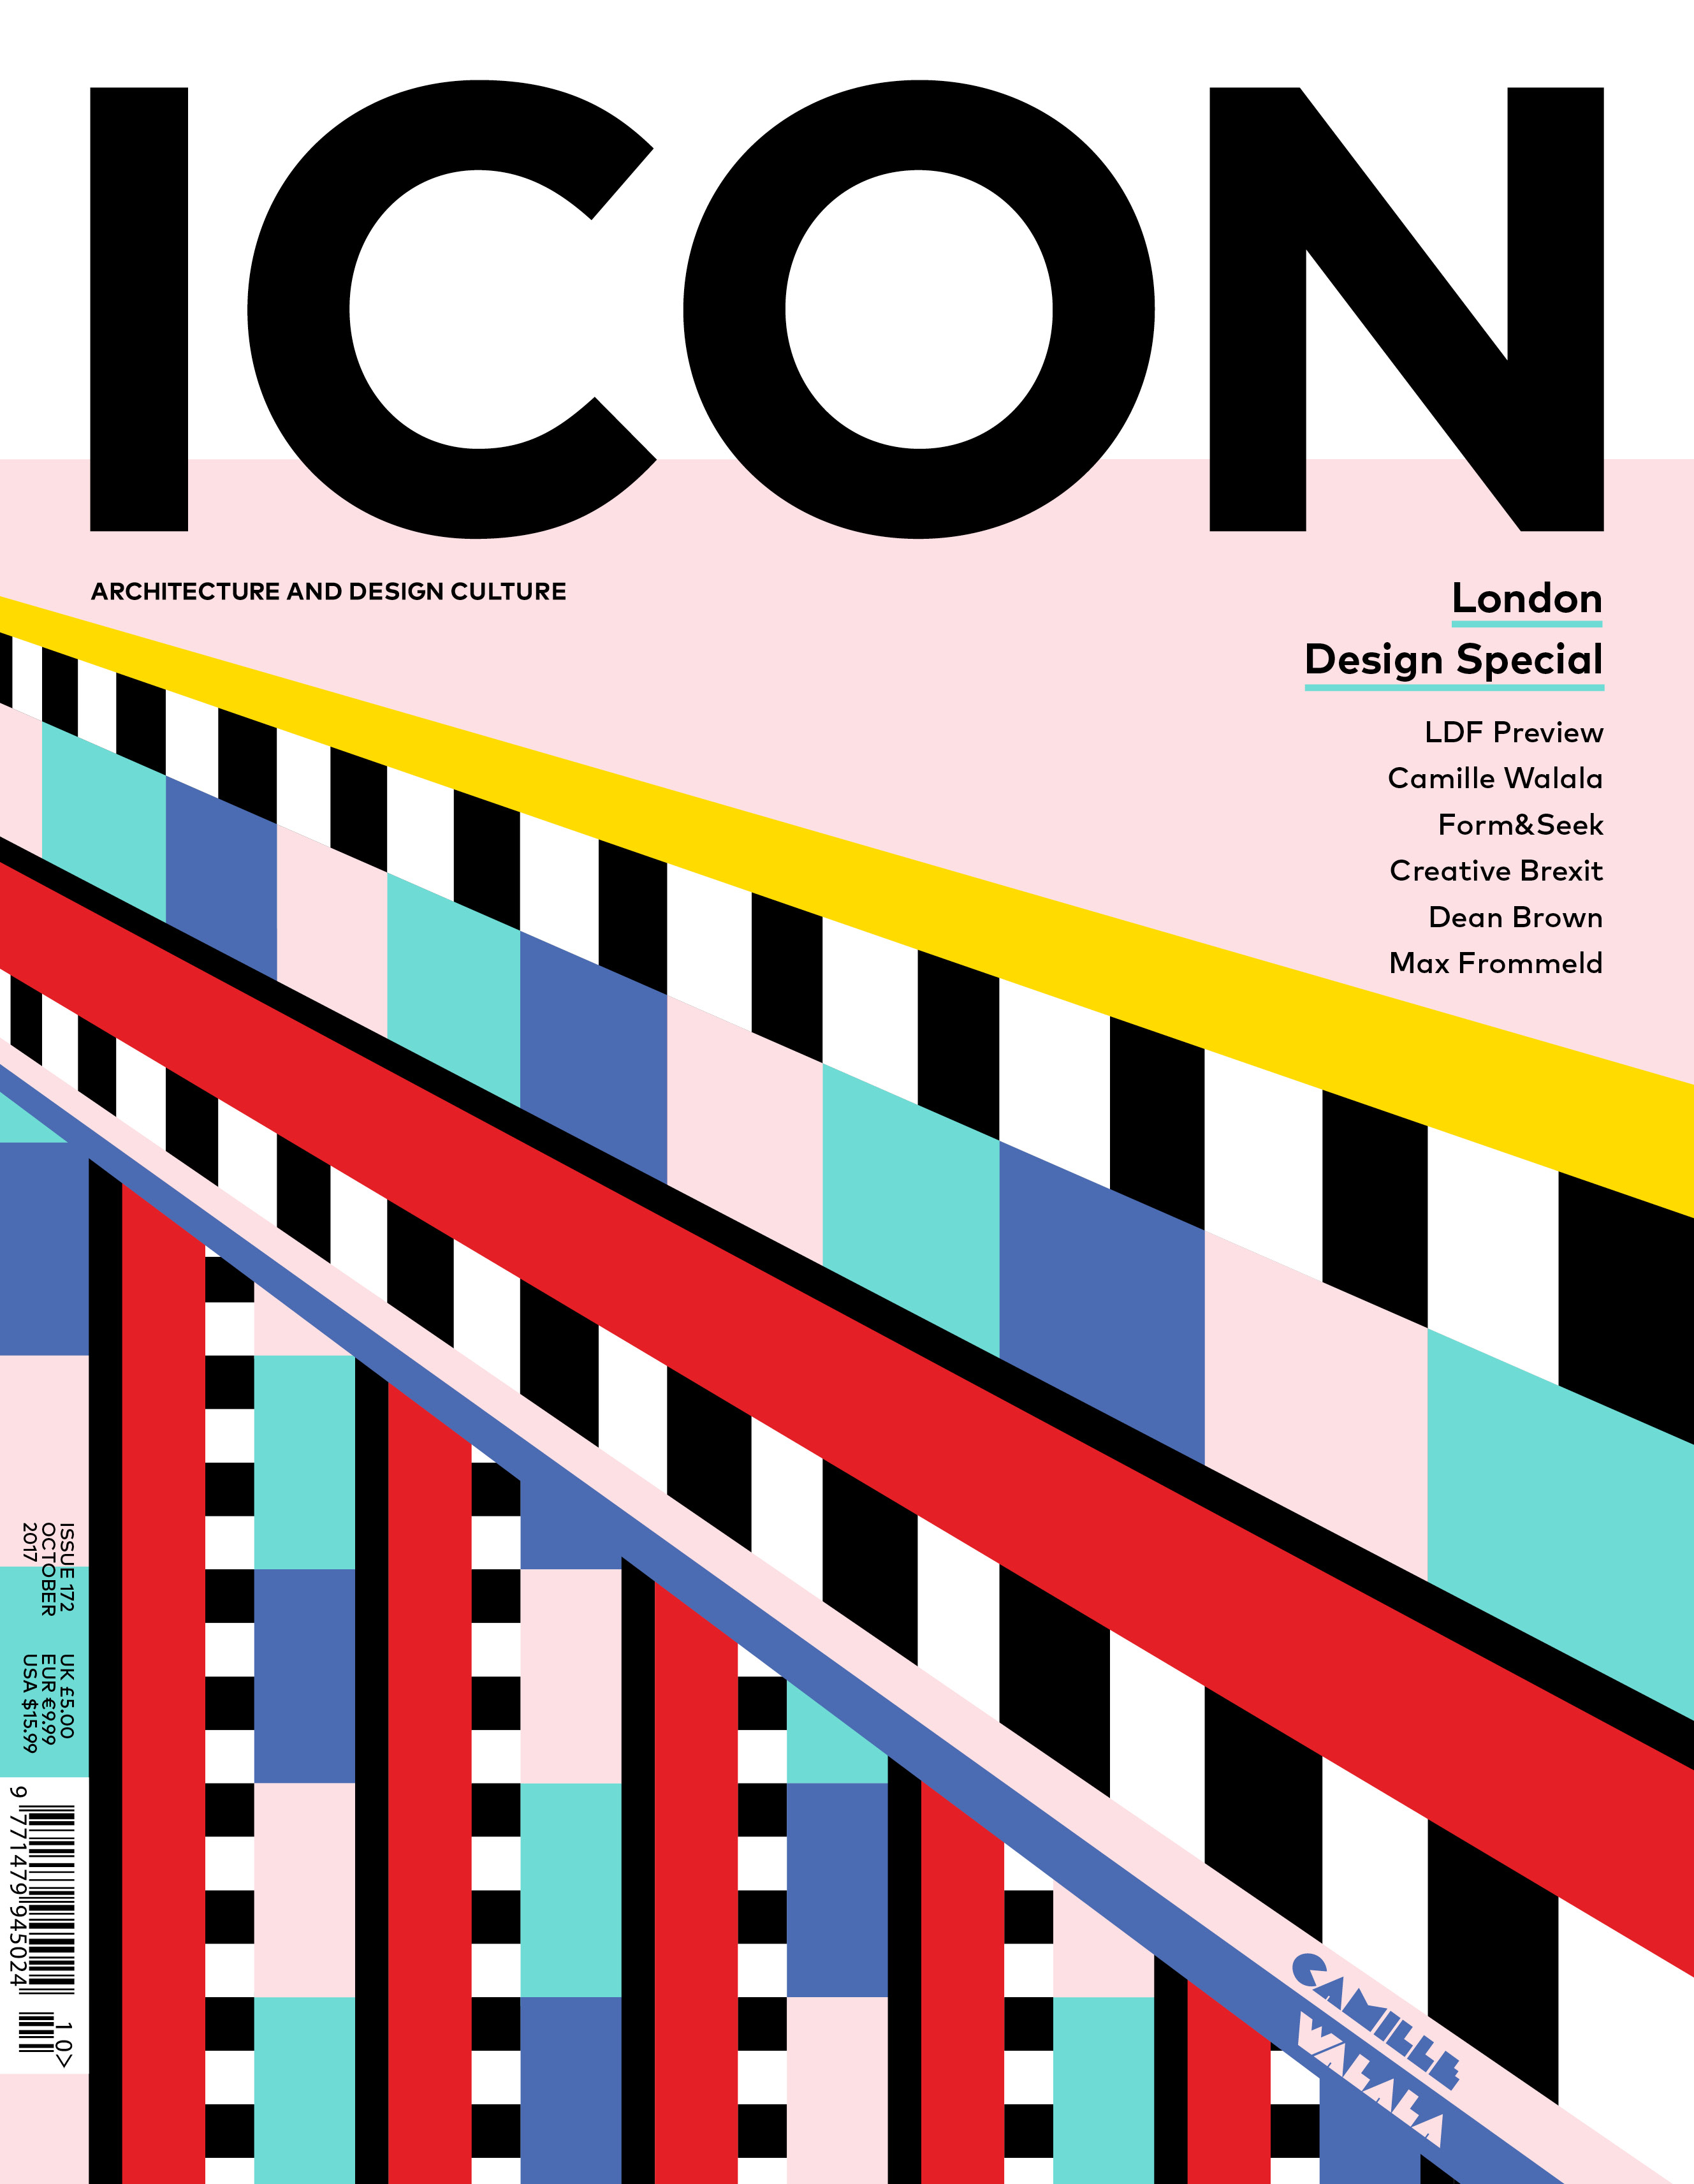 ICON
ARCHITECTURE AND DESIGN CULTURE
London
Design Special
LDF Preview
Camille Walala
Form&Seek
Creative Brexit
Dean Brown
Max Frommeld
ISSUE 172
OCTOBER
2017
UK £5.00
EUR €9.99
USA $15.99
9 771479 945024
10>
CAMILLE
WALALA